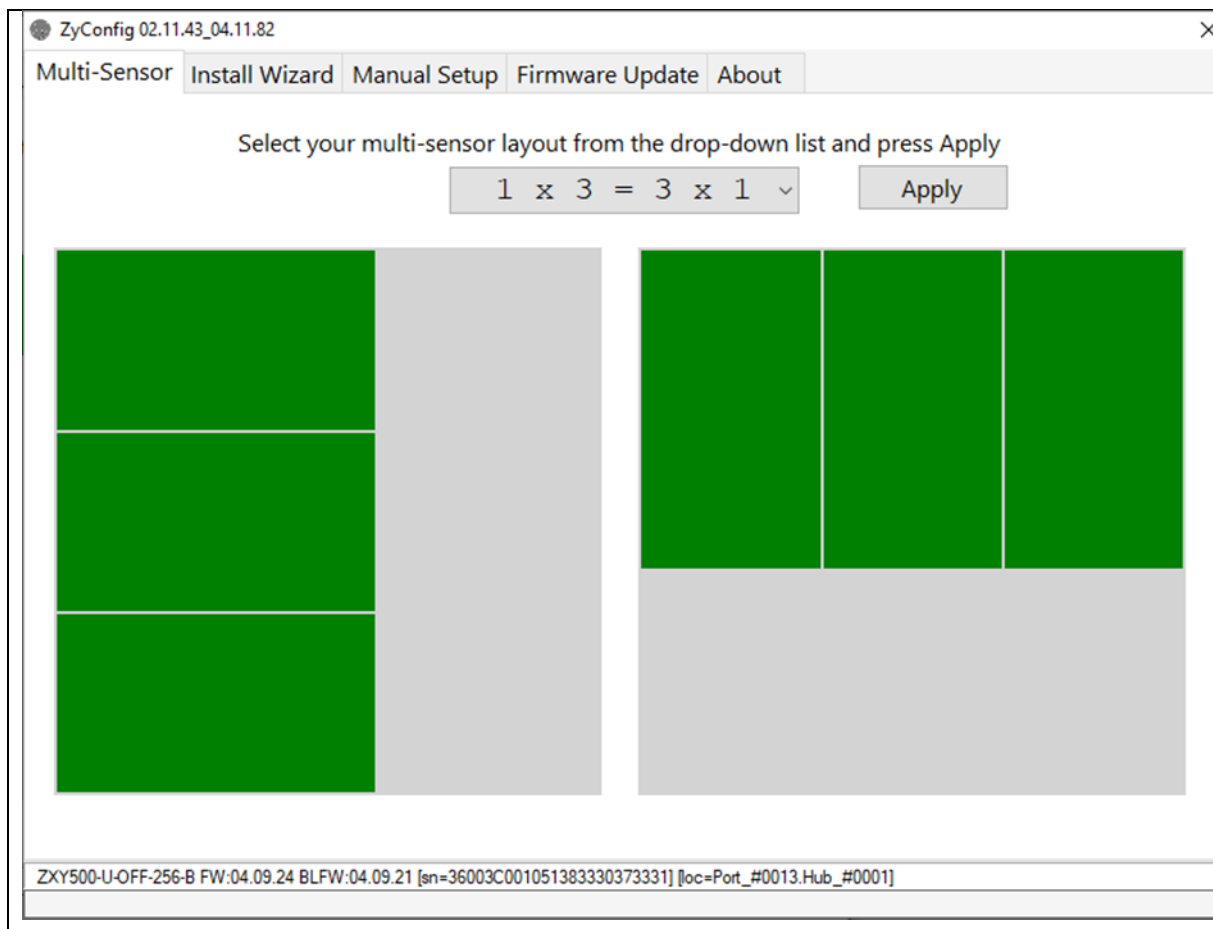 ZyConfig 02.11.43_04.11.82
Multi-Sensor Install Wizard Manual Setup Firmware Update About
Select your multi-sensor layout from the drop-down list and press Apply
1 x 3 = 3 x 1 Apply
ZXY500-U-OFF-256-B FW:04.09.24 BLFW:04.09.21 [sn=36003C001051383330373331] [loc=Port_#0013.Hub_#0001]